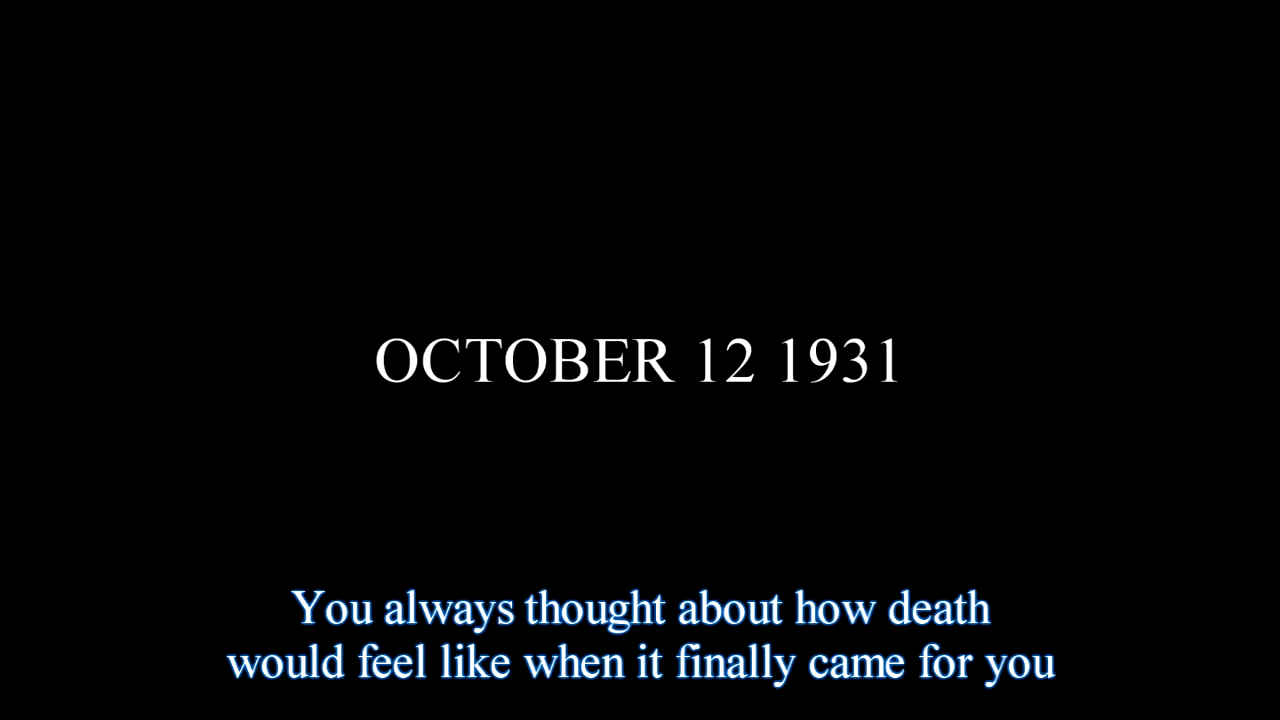 OCTOBER 12 1931
You always thought about how death
would feel like when it finally came for you